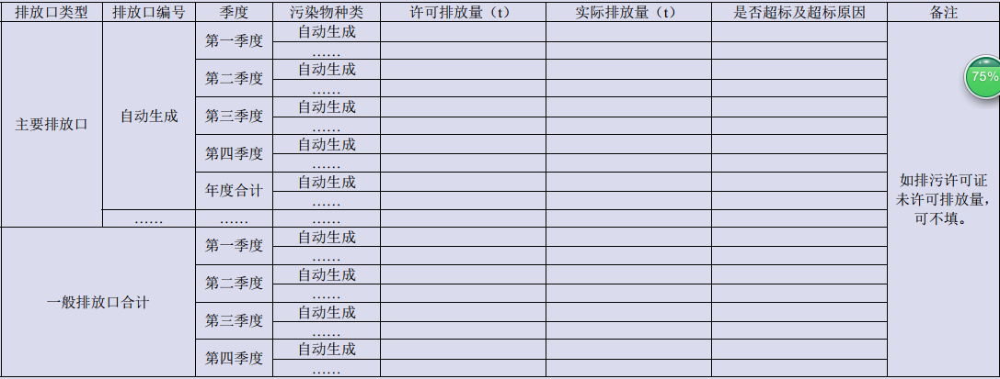 排放口类型 排放口编号 季度 污染物种类 许可排放量（t） 实际排放量（t） 是否超标及超标原因 备注
主要排放口 自动生成 第一季度 自动生成
……
第二季度 自动生成
……
第三季度 自动生成
……
第四季度 自动生成
……
年度合计 自动生成
……
…… …… ……
一般排放口合计 第一季度 自动生成
……
第二季度 自动生成
……
第三季度 自动生成
……
第四季度 自动生成
……
如排污许可证
未许可排放量，
可不填。
75%